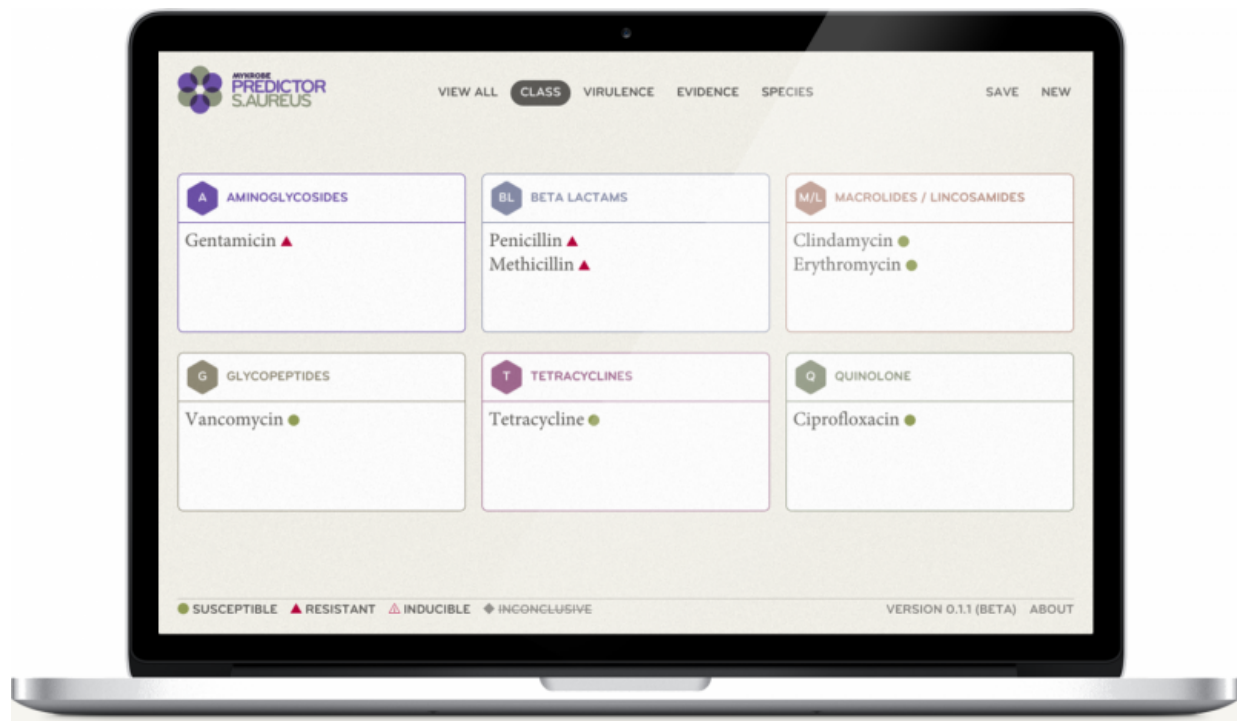 MYKROBE
PREDICTOR
S.AUREUS
VIEW ALL CLASS VIRULENCE EVIDENCE SPECIES
SAVE NEW
A AMINOGLYCOSIDES
Gentamicin
BL BETA LACTAMS
Penicillin
Methicillin
M/L MACROLIDES / LINCOSAMIDES
Clindamycin
Erythromycin
G GLYCOPEPTIDES
Vancomycin
T TETRACYCLINES
Tetracycline
Q QUINOLONE
Ciprofloxacin
SUSCEPTIBLE RESISTANT INDUCIBLE INCONCLUSIVE
VERSION 0.1.1 (BETA) ABOUT